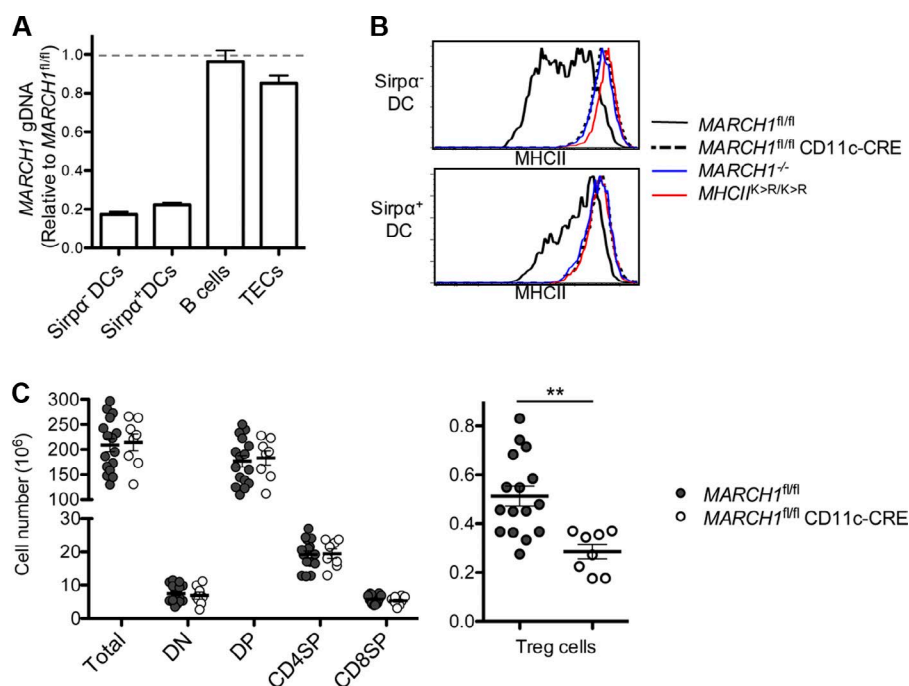 A
MARCH1 gDNA
(Relative to MARCH1fl/fl)
1.0
0.8
0.6
0.4
0.2
0.0
Sirpα- DCs
Sirpα+DCs
B cells
TECs
B
Sirpα-
DC
MHCII
Sirpα+
DC
MHCII
MARCH1fl/fl
MARCH1fl/fl CD11c-CRE
MARCH1-/-
MHCIIK>R/K>R
C
Cell number (10⁶)
300
250
200
150
100
30
20
10
0
Total
DN
DP
CD4SP
CD8SP
**
0.8
0.6
0.4
0.2
0.0
Treg cells
MARCH1fl/fl
MARCH1fl/fl CD11c-CRE